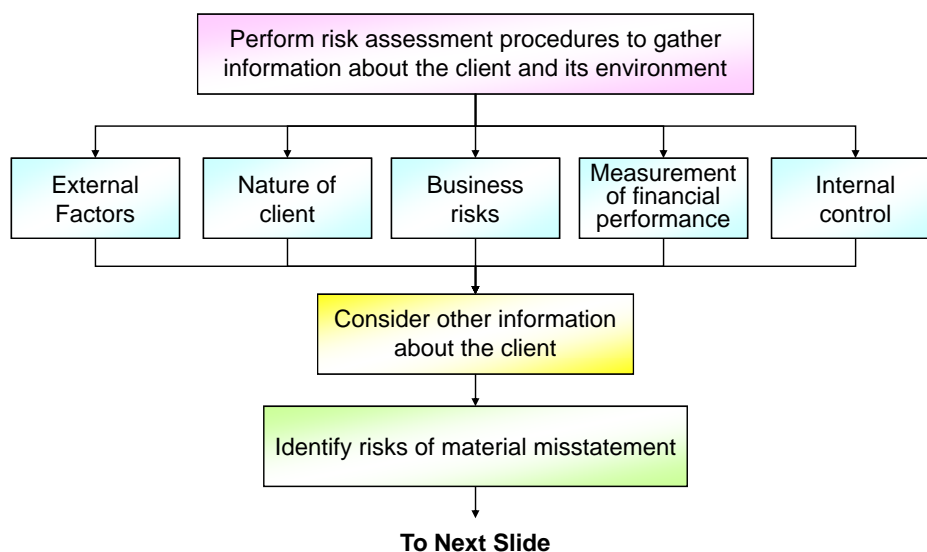 Perform risk assessment procedures to gather
information about the client and its environment
External
Factors
Nature of
client
Business
risks
Measurement
of financial
performance
Internal
control
Consider other information
about the client
Identify risks of material misstatement
To Next Slide